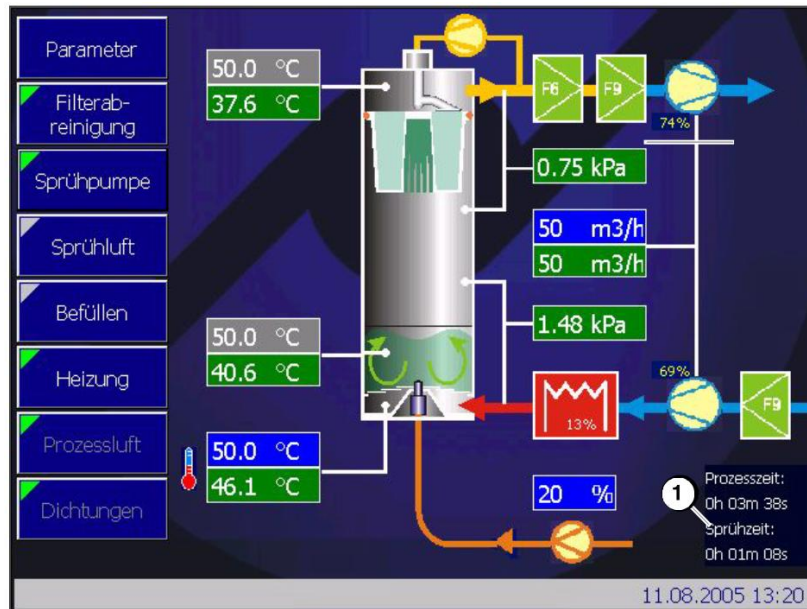 Parameter
Filterab-
reinigung
Sprühpumpe
Sprühluft
Befüllen
Heizung
Prozessluft
Dichtungen
50.0 °C
37.6 °C
F6
F9
74%
0.75 kPa
50 m3/h
50 m3/h
1.48 kPa
50.0 °C
40.6 °C
69%
F9
13%
50.0 °C
46.1 °C
20 %
1
Prozesszeit:
0h 03m 38s
Sprühzeit:
0h 01m 08s
11.08.2005 13:20